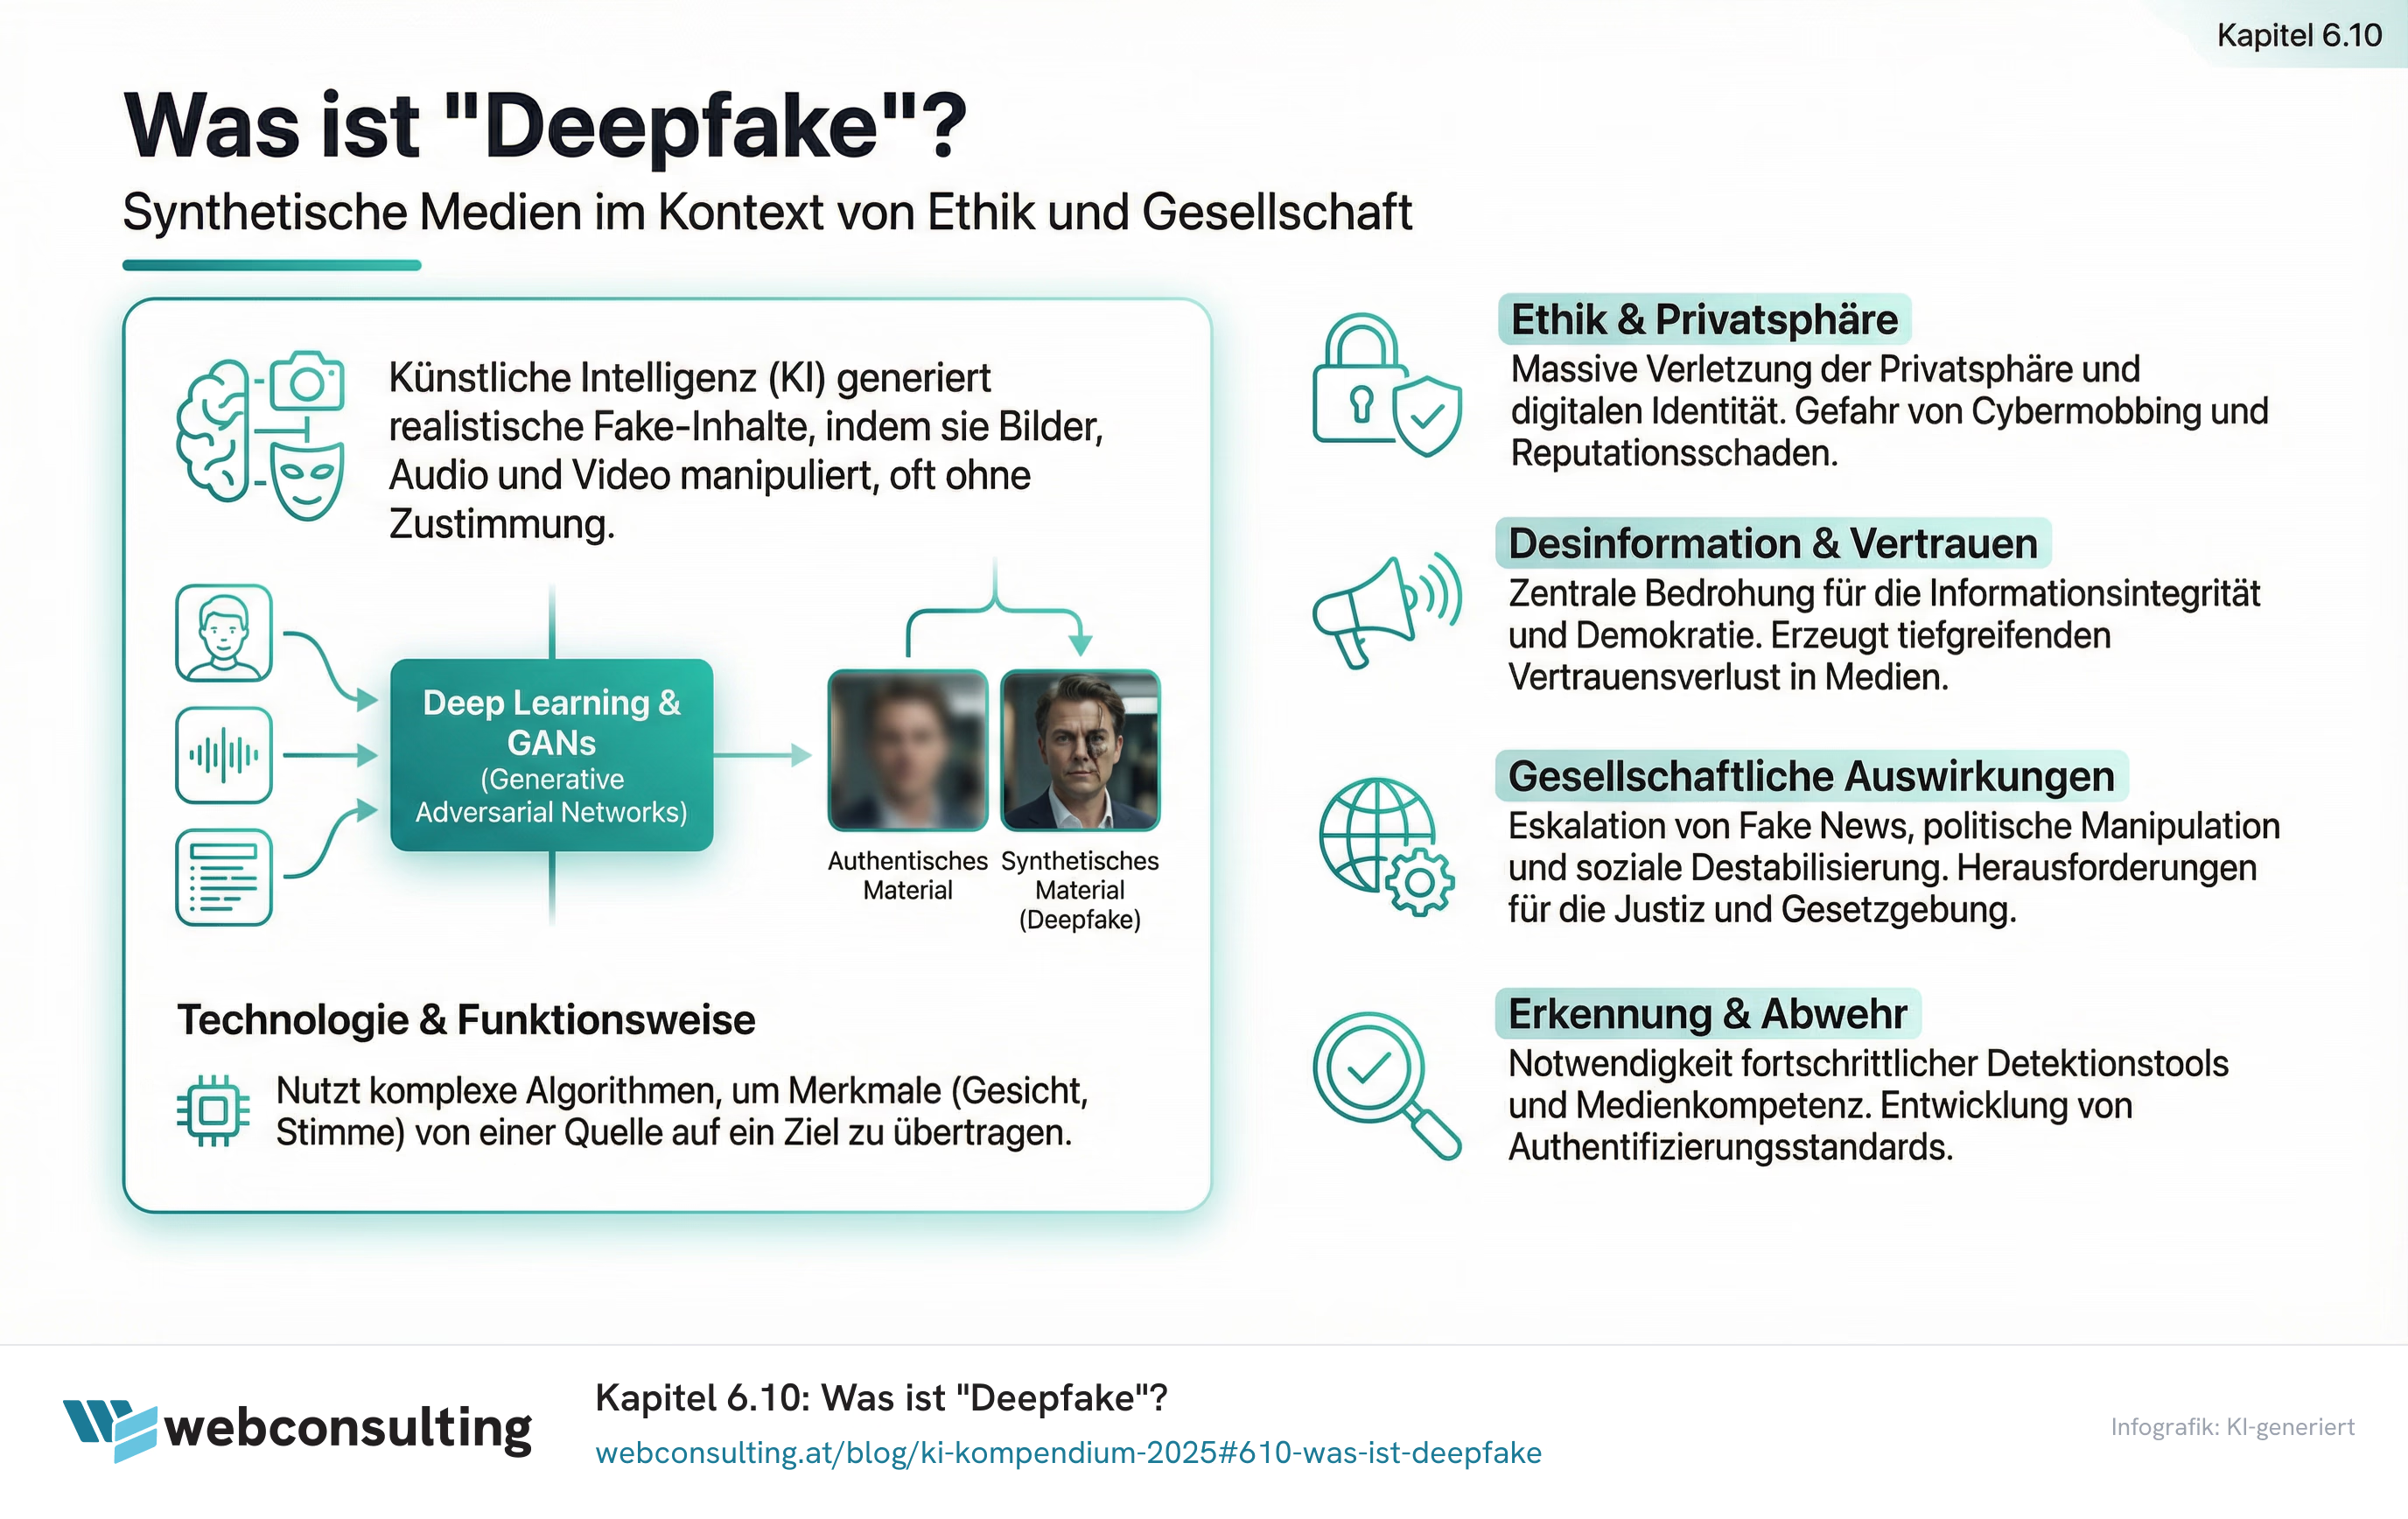 Kapitel 6.10
Was ist "Deepfake"?
Synthetische Medien im Kontext von Ethik und Gesellschaft
Künstliche Intelligenz (KI) generiert
realistische Fake-Inhalte, indem sie Bilder,
Audio und Video manipuliert, oft ohne
Zustimmung.
Deep Learning &
GANs
(Generative
Adversarial Networks)
Authentisches
Material
Synthetisches
Material
(Deepfake)
Technologie & Funktionsweise
Nutzt komplexe Algorithmen, um Merkmale (Gesicht,
Stimme) von einer Quelle auf ein Ziel zu übertragen.
Ethik & Privatsphäre
Massive Verletzung der Privatsphäre und
digitalen Identität. Gefahr von Cybermobbing und
Reputationsschaden.
Desinformation & Vertrauen
Zentrale Bedrohung für die Informationsintegrität
und Demokratie. Erzeugt tiefgreifenden
Vertrauensverlust in Medien.
Gesellschaftliche Auswirkungen
Eskalation von Fake News, politische Manipulation
und soziale Destabilisierung. Herausforderungen
für die Justiz und Gesetzgebung.
Erkennung & Abwehr
Notwendigkeit fortschrittlicher Detektionstools
und Medienkompetenz. Entwicklung von
Authentifizierungsstandards.
webconsulting
Kapitel 6.10: Was ist "Deepfake"?
webconsulting.at/blog/ki-kompendium-2025#610-was-ist-deepfake
Infografik: KI-generiert